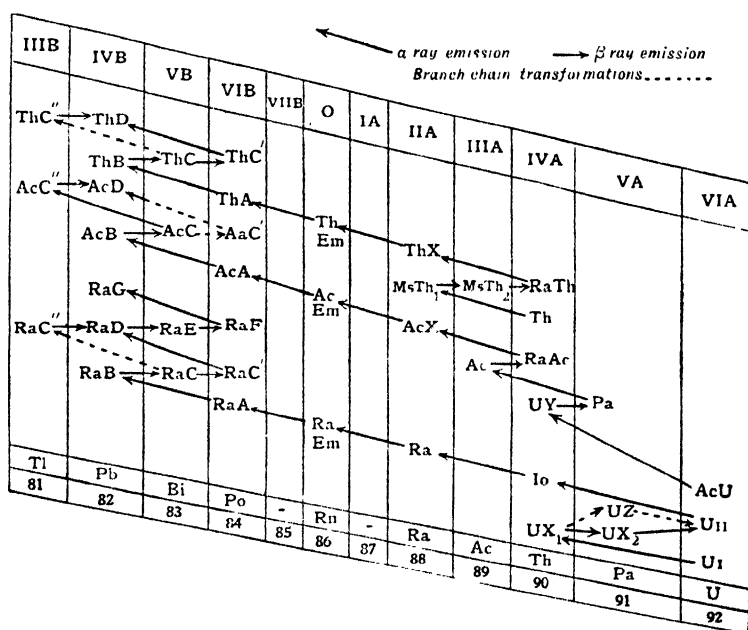 α ray emission β ray emission
Branch chain transformations
IIIB IVB VB VIB VIIB O IA IIA IIIA IVA VA VIA
ThC″ ThD
ThB ThC ThC′
AcC″ AcD
ThA
AcB AcC AaC′
Th Em
ThX
AcA
MsTh₁ MsTh₂ RaTh
RaG
Ac Em
Th
RaC″ RaD RaE RaF
AcX
Ac RaAc
RaB RaC RaC′
UY Pa
RaA
Ra Em
Ra
Io
AcU
UZ
UX₁ UX₂ UII
UI
Tl Pb Bi Po - Rn - Ra Ac Th Pa U
81 82 83 84 85 86 87 88 89 90 91 92